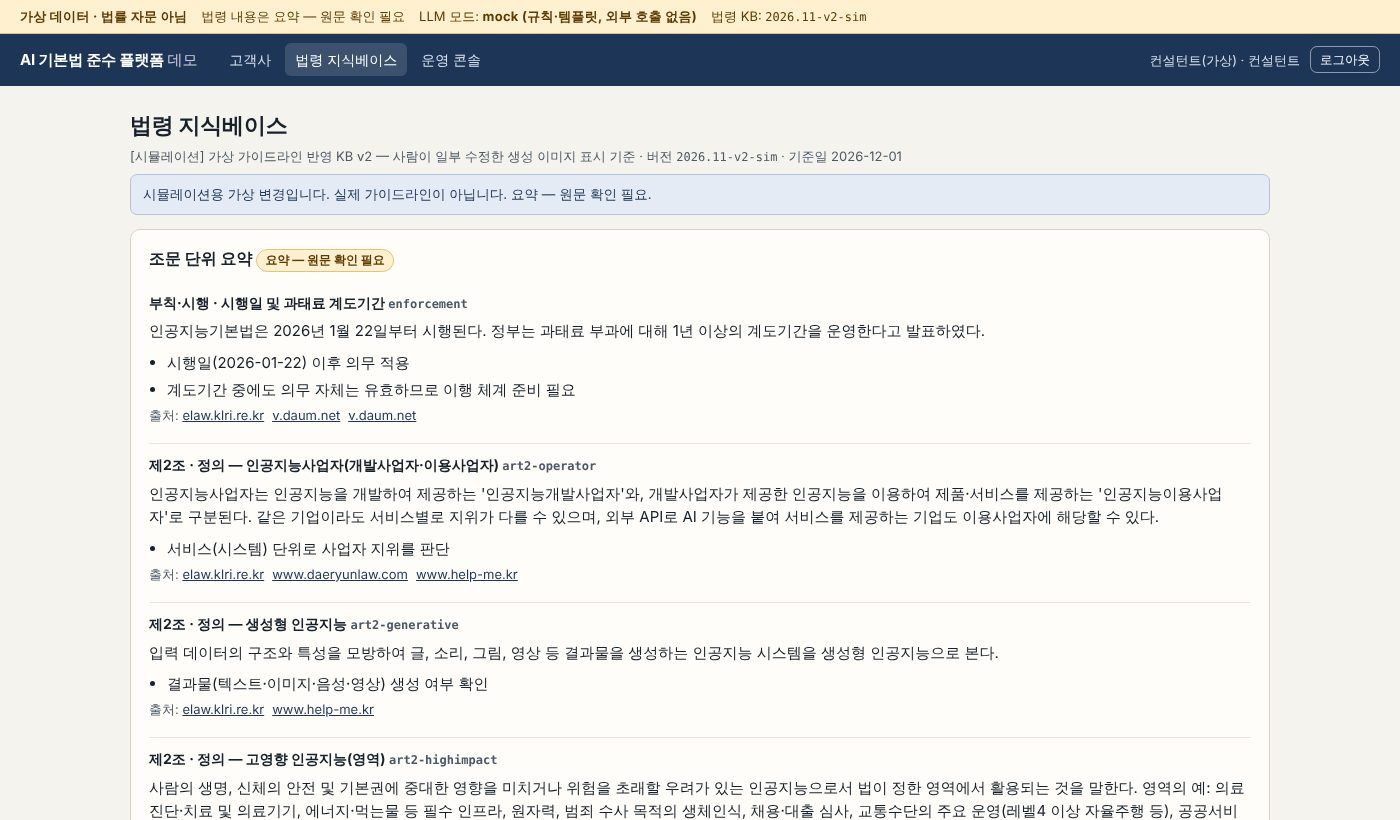 가상 데이터 · 법률 자문 아님 법령 내용은 요약 — 원문 확인 필요 LLM 모드: mock (규칙·템플릿, 외부 호출 없음) 법령 KB: 2026.11-v2-sim
AI 기본법 준수 플랫폼 데모 고객사 법령 지식베이스 운영 콘솔 컨설턴트(가상) · 컨설턴트 로그아웃
법령 지식베이스
[시뮬레이션] 가상 가이드라인 반영 KB v2 — 사람이 일부 수정한 생성 이미지 표시 기준 · 버전 2026.11-v2-sim · 기준일 2026-12-01
시뮬레이션용 가상 변경입니다. 실제 가이드라인이 아닙니다. 요약 — 원문 확인 필요.
조문 단위 요약 요약 — 원문 확인 필요
부칙·시행 · 시행일 및 과태료 계도기간 enforcement
인공지능기본법은 2026년 1월 22일부터 시행된다. 정부는 과태료 부과에 대해 1년 이상의 계도기간을 운영한다고 발표하였다.
• 시행일(2026-01-22) 이후 의무 적용
• 계도기간 중에도 의무 자체는 유효하므로 이행 체계 준비 필요
출처: elaw.klri.re.kr v.daum.net v.daum.net
제2조 · 정의 — 인공지능사업자(개발사업자·이용사업자) art2-operator
인공지능사업자는 인공지능을 개발하여 제공하는 '인공지능개발사업자'와, 개발사업자가 제공한 인공지능을 이용하여 제품·서비스를 제공하는 '인공지능이용사업
자'로 구분된다. 같은 기업이라도 서비스별로 지위가 다를 수 있으며, 외부 API로 AI 기능을 붙여 서비스를 제공하는 기업도 이용사업자에 해당할 수 있다.
• 서비스(시스템) 단위로 사업자 지위를 판단
출처: elaw.klri.re.kr www.daeryunlaw.com www.help-me.kr
제2조 · 정의 — 생성형 인공지능 art2-generative
입력 데이터의 구조와 특성을 모방하여 글, 소리, 그림, 영상 등 결과물을 생성하는 인공지능 시스템을 생성형 인공지능으로 본다.
• 결과물(텍스트·이미지·음성·영상) 생성 여부 확인
출처: elaw.klri.re.kr www.help-me.kr
제2조 · 정의 — 고영향 인공지능(영역) art2-highimpact
사람의 생명, 신체의 안전 및 기본권에 중대한 영향을 미치거나 위험을 초래할 우려가 있는 인공지능으로서 법이 정한 영역에서 활용되는 것을 말한다. 영역의 예: 의료
진단·치료 및 의료기기, 에너지·먹는물 등 필수 인프라, 원자력, 범죄 수사 목적의 생체인식, 채용·대출 심사, 교통수단의 주요 운영(레벨4 이상 자율주행 등), 공공서비